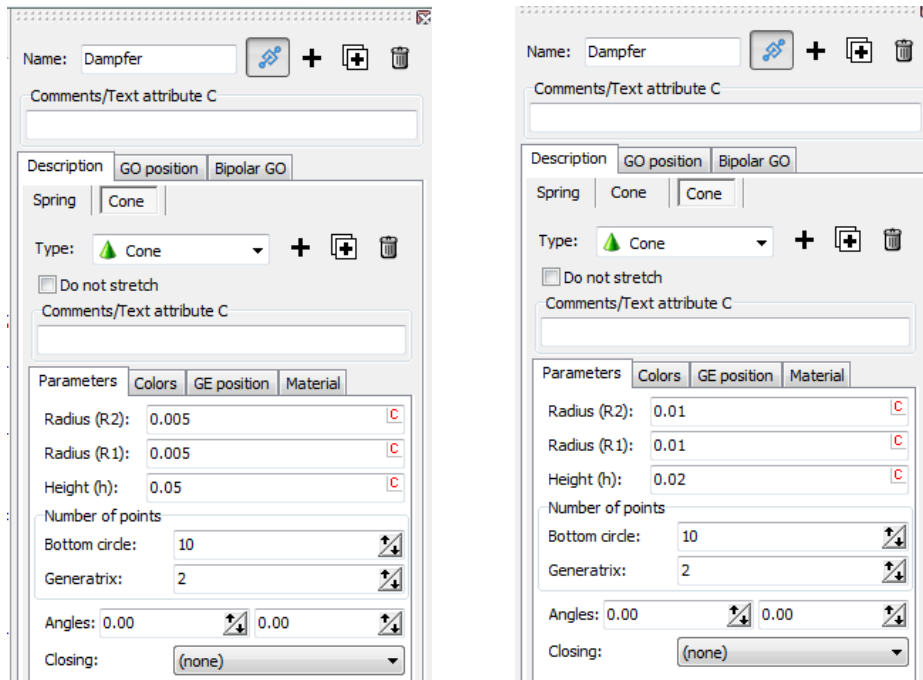 Name: Dampfer
Comments/Text attribute C
Description GO position Bipolar GO
Spring Cone
Type: Cone
Do not stretch
Comments/Text attribute C
Parameters Colors GE position Material
Radius (R2): 0.005 C
Radius (R1): 0.005 C
Height (h): 0.05 C
Number of points
Bottom circle: 10
Generatrix: 2
Angles: 0.00 0.00
Closing: (none)
Name: Dampfer
Comments/Text attribute C
Description GO position Bipolar GO
Spring Cone Cone
Type: Cone
Do not stretch
Comments/Text attribute C
Parameters Colors GE position Material
Radius (R2): 0.01 C
Radius (R1): 0.01 C
Height (h): 0.02 C
Number of points
Bottom circle: 10
Generatrix: 2
Angles: 0.00 0.00
Closing: (none)